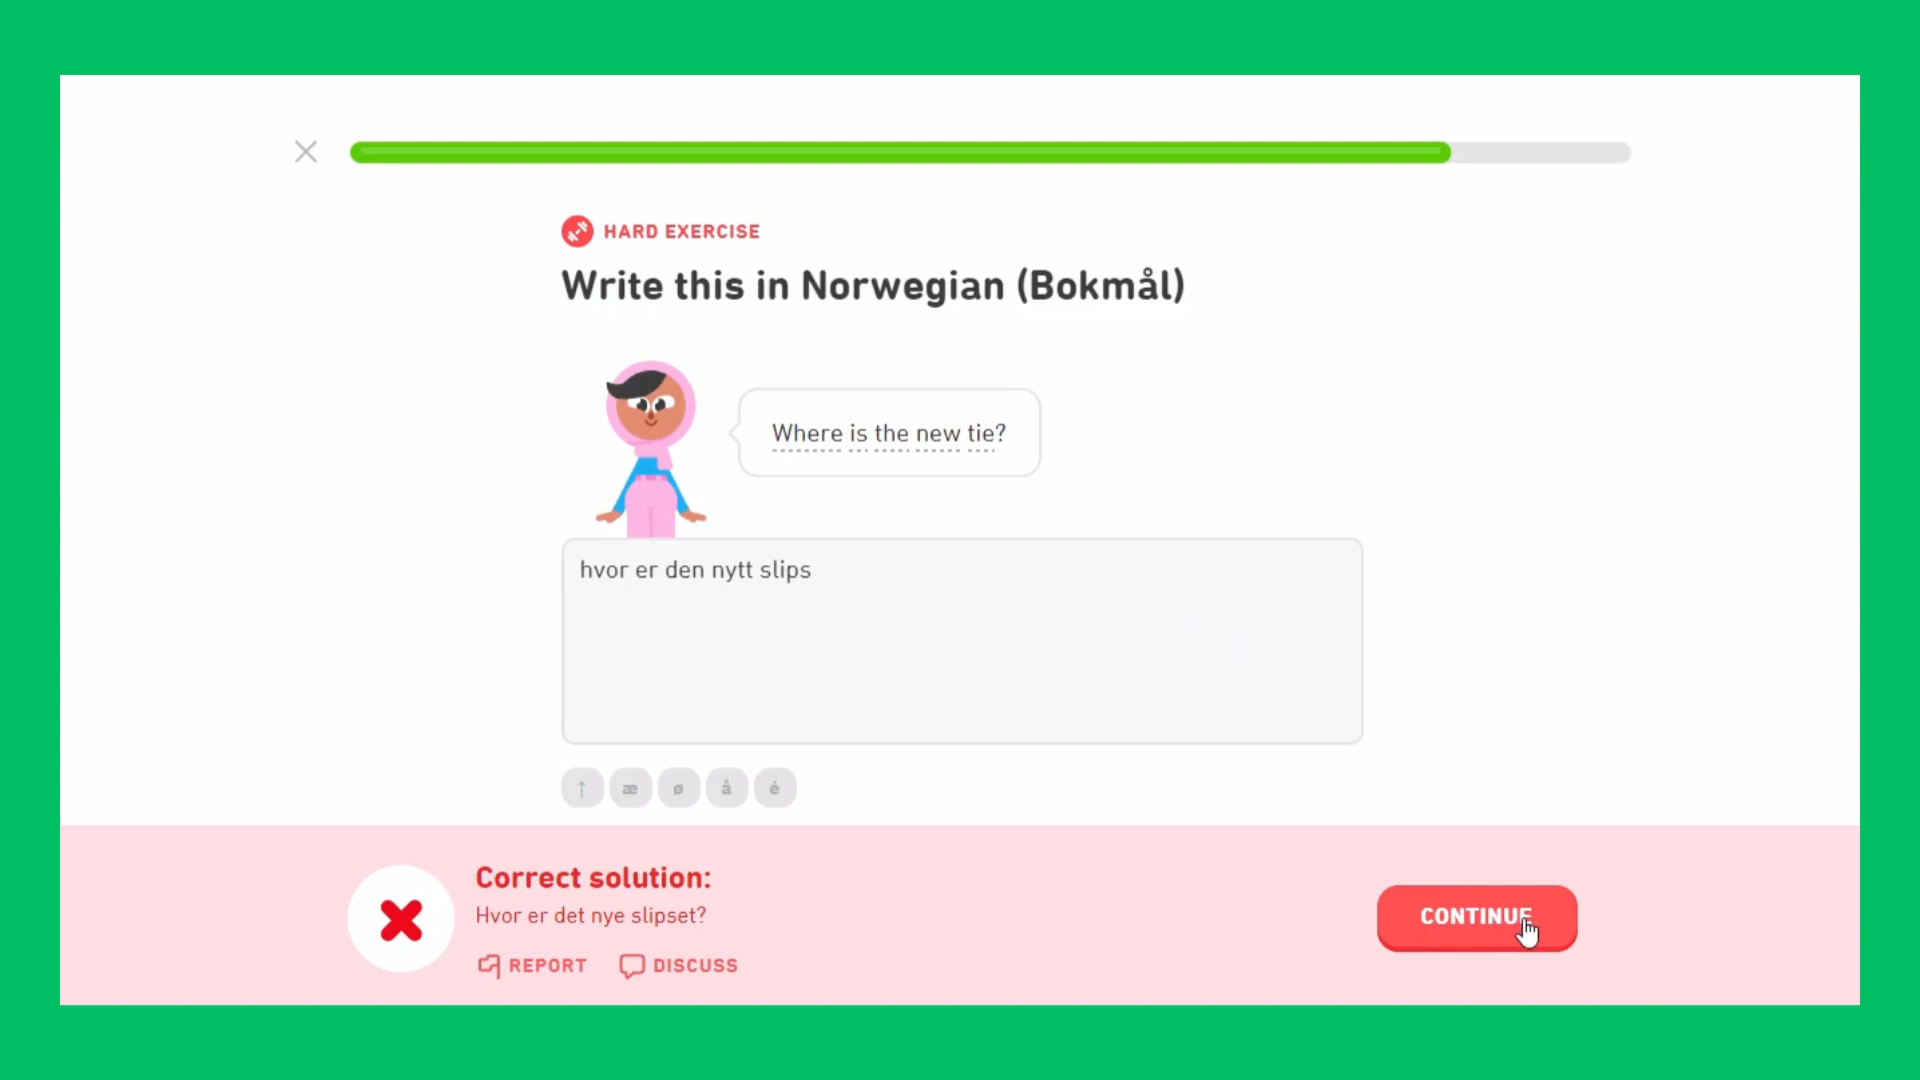 HARD EXERCISE
Write this in Norwegian (Bokmål)
Where is the new tie?
hvor er den nytt slips
↑ æ ø å é
Correct solution:
Hvor er det nye slipset?
REPORT DISCUSS
CONTINUE